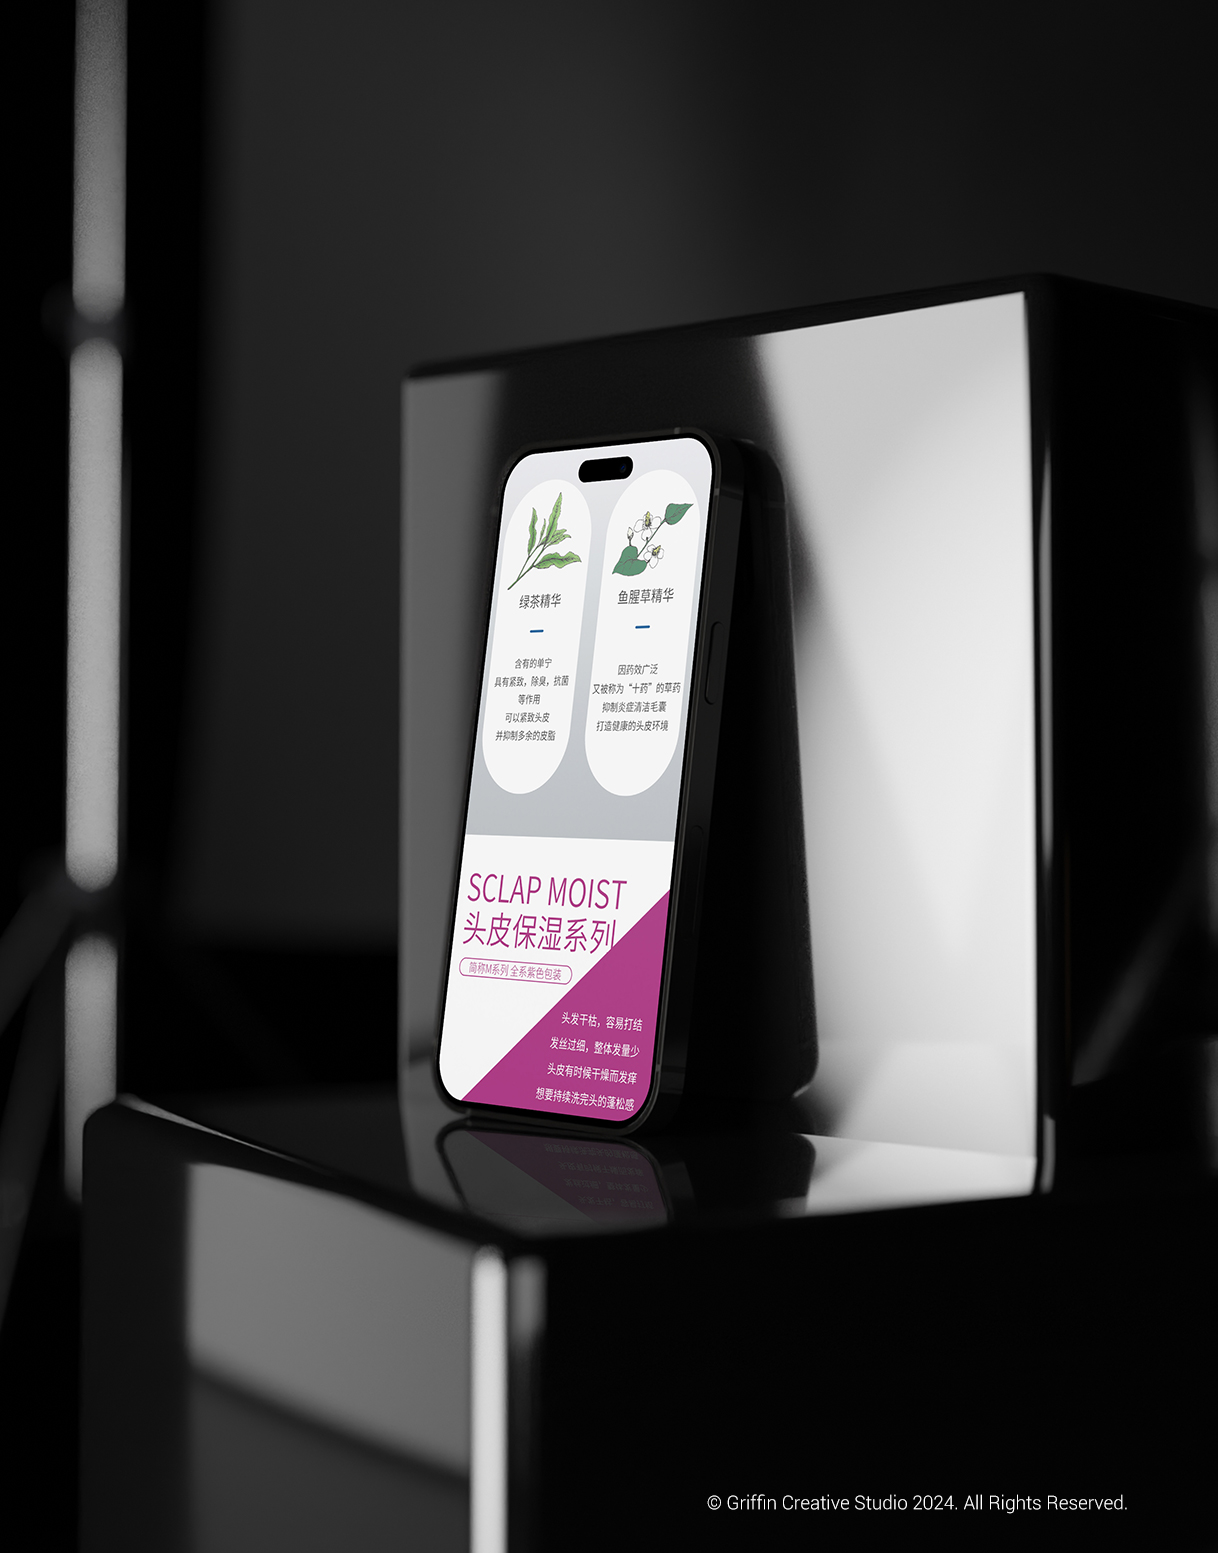 绿茶精华
含有的单宁
具有紧致，除臭，抗菌
等作用
可以紧致头皮
并抑制多余的皮脂
鱼腥草精华
因药效广泛
又被称为“十药”的草药
抑制炎症清洁毛囊
打造健康的头皮环境
SCLAP MOIST
头皮保湿系列
简称M系列 全系紫色包装
头发干枯，容易打结
发丝过细，整体发量少
头皮有时候干燥而发痒
想要持续洗完头的蓬松感
© Griffin Creative Studio 2024. All Rights Reserved.